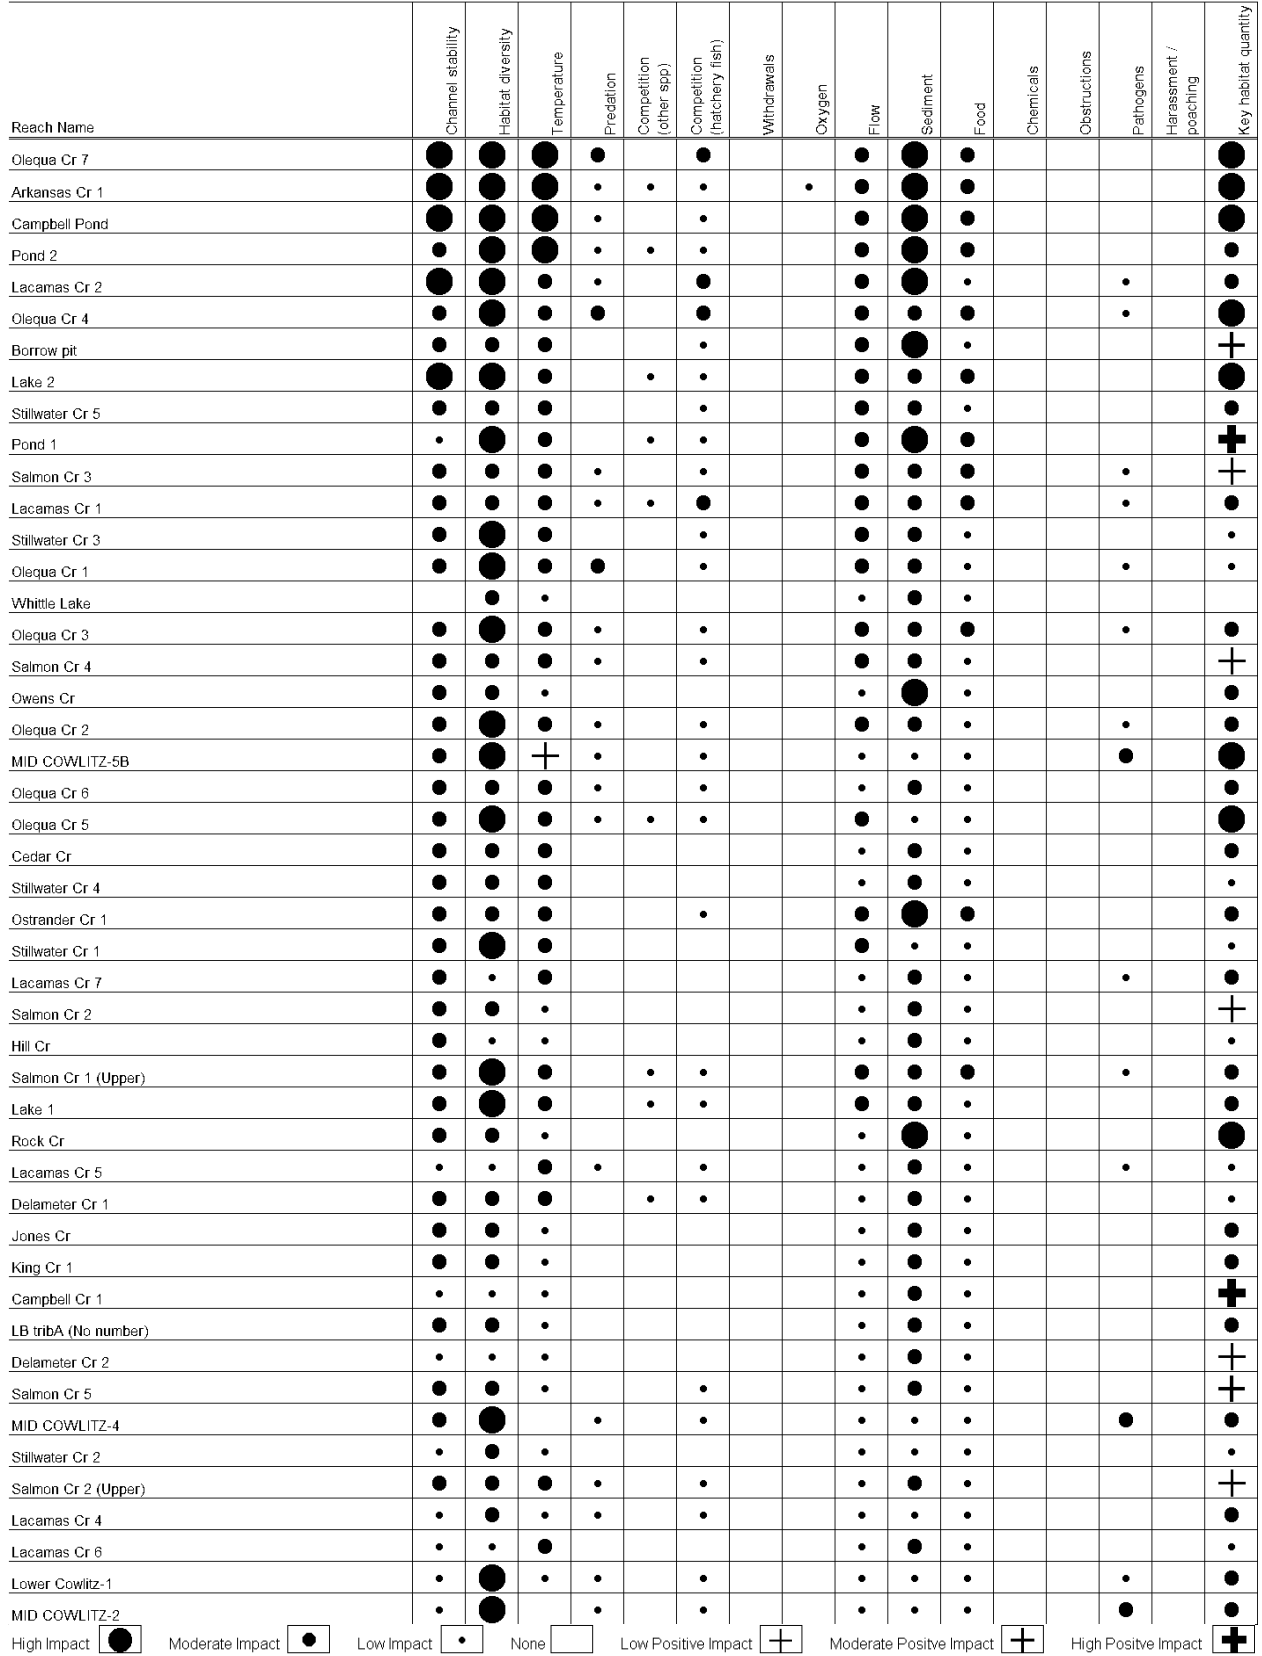 Reach Name
Channel stability
Habitat diversity
Temperature
Predation
Competition
(other spp)
Competition
(hatchery fish)
Withdrawals
Oxygen
Flow
Sediment
Food
Chemicals
Obstructions
Pathogens
Harassment /
poaching
Key habitat quantity
Olequa Cr 7
Arkansas Cr 1
Campbell Pond
Pond 2
Lacamas Cr 2
Olequa Cr 4
Borrow pit
Lake 2
Stillwater Cr 5
Pond 1
Salmon Cr 3
Lacamas Cr 1
Stillwater Cr 3
Olequa Cr 1
Whittle Lake
Olequa Cr 3
Salmon Cr 4
Owens Cr
Olequa Cr 2
MID COWLITZ-5B
Olequa Cr 6
Olequa Cr 5
Cedar Cr
Stillwater Cr 4
Ostrander Cr 1
Stillwater Cr 1
Lacamas Cr 7
Salmon Cr 2
Hill Cr
Salmon Cr 1 (Upper)
Lake 1
Rock Cr
Lacamas Cr 5
Delameter Cr 1
Jones Cr
King Cr 1
Campbell Cr 1
LB tribA (No number)
Delameter Cr 2
Salmon Cr 5
MID COWLITZ-4
Stillwater Cr 2
Salmon Cr 2 (Upper)
Lacamas Cr 4
Lacamas Cr 6
Lower Cowlitz-1
MID COWLITZ-2
High Impact Moderate Impact Low Impact None Low Positive Impact Moderate Positve Impact High Positve Impact